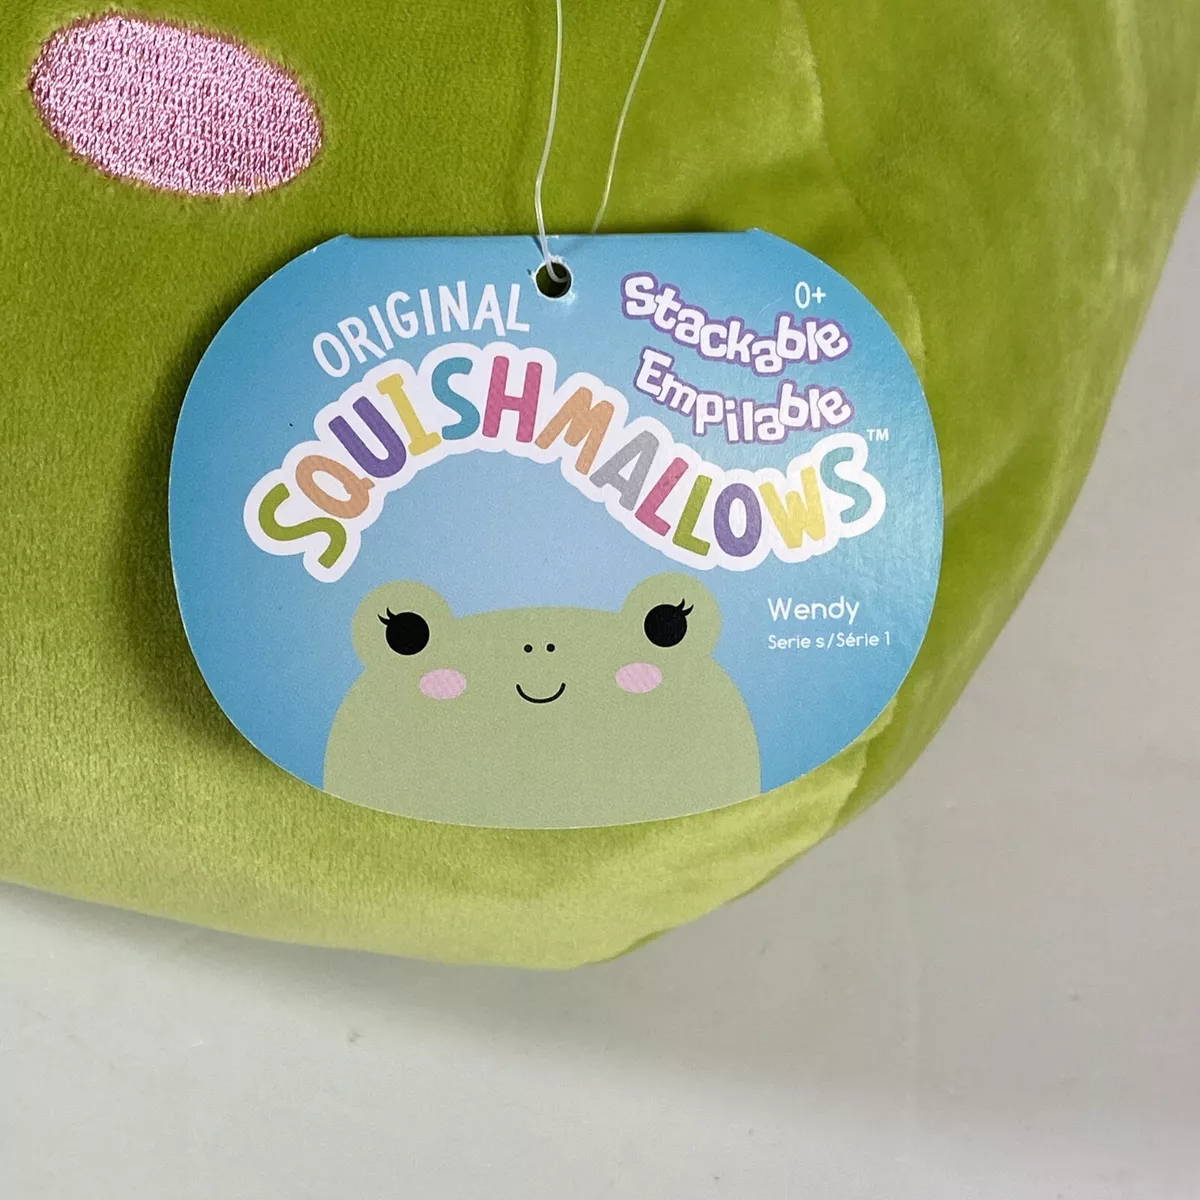 ORIGINAL
SQUISHMALLOWS™
0+
Stackable
Empilable
Wendy
Serie s/Série 1